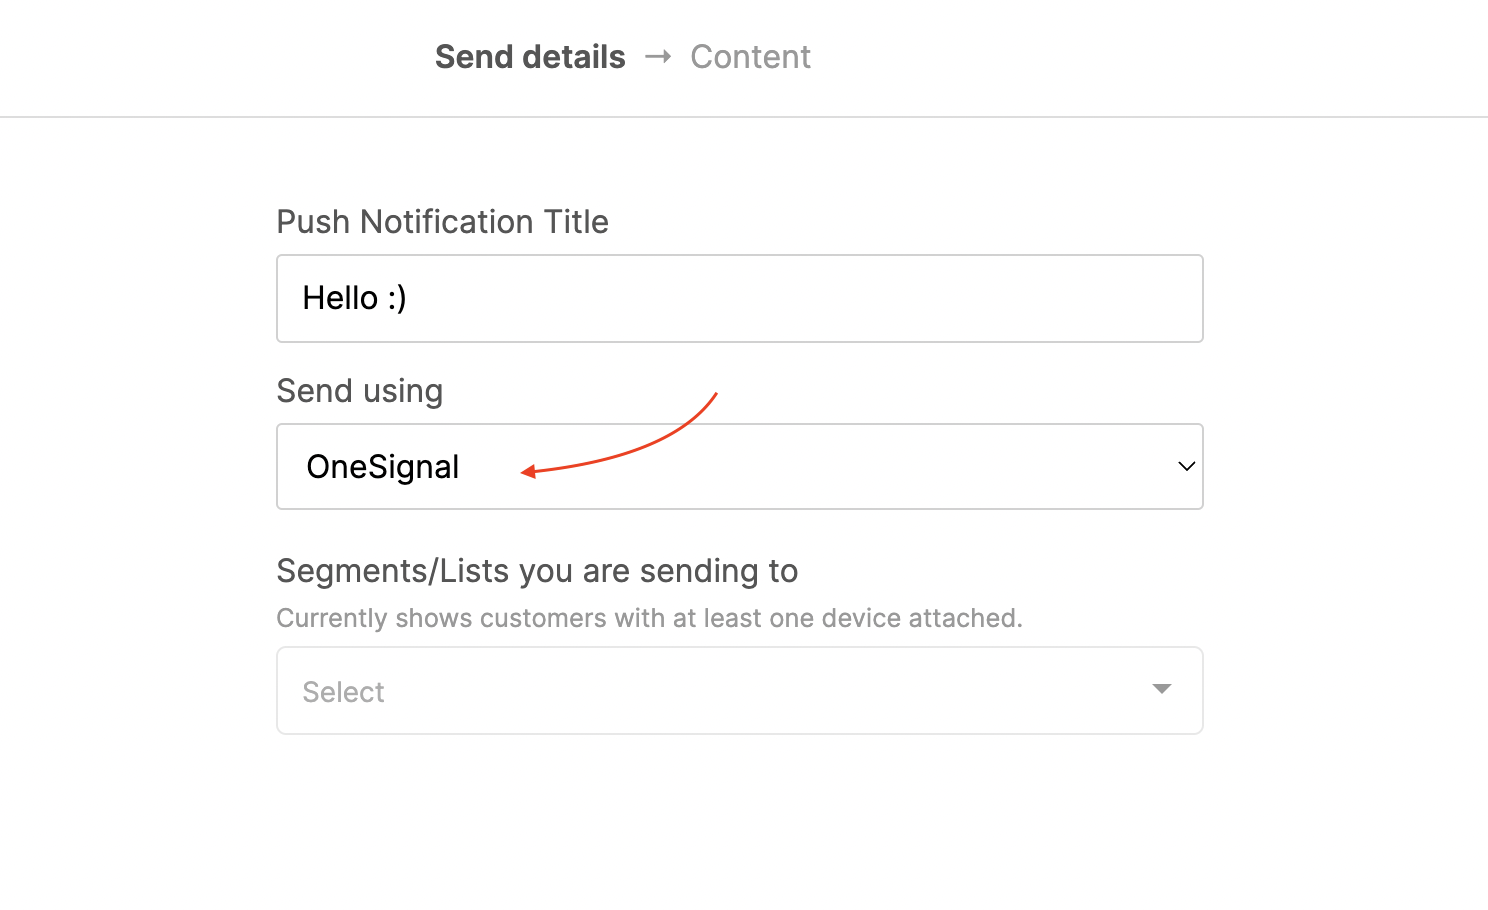 Send details → Content
Push Notification Title
Hello :)
Send using
OneSignal
Segments/Lists you are sending to
Currently shows customers with at least one device attached.
Select